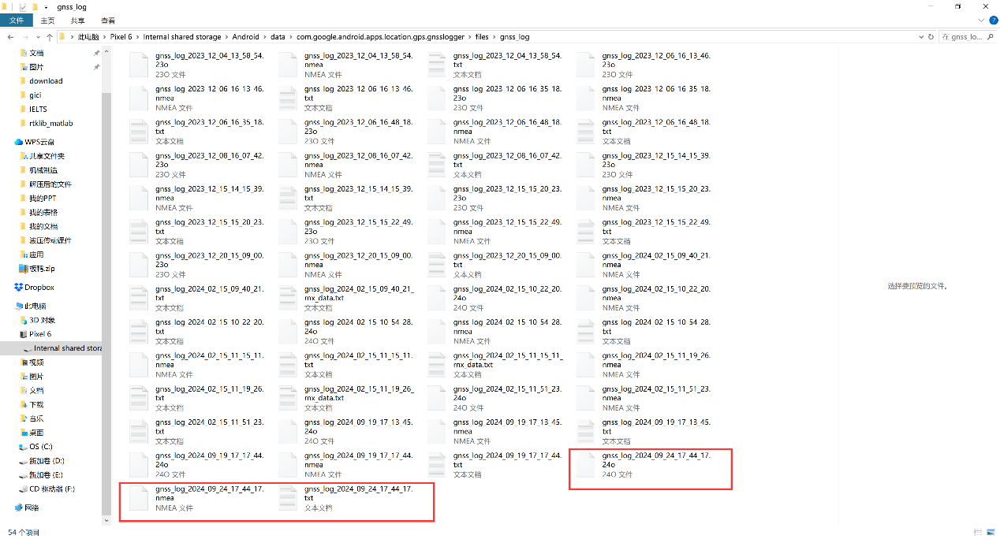 gnss_log
文件 主页 共享 查看
此电脑 Pixel 6 Internal shared storage Android data com.google.android.apps.location.gps.gnsslogger files gnss_log
在 gnss_lo...
文档
图片
download
gici
IELTS
rtklib_matlab
WPS云盘
共享文件夹
机械制造
解压后的文件
我的PPT
我的表格
我的文档
液压传动课件
应用
板鸭.zip
Dropbox
此电脑
3D 对象
Pixel 6
Internal shared stora
视频
图片
文档
下载
音乐
桌面
OS (C:)
新加卷 (D:)
新加卷 (E:)
CD 驱动器 (F:)
网络
gnss_log_2023_12_04_13_58_54. gnss_log_2023_12_04_13_58_54. gnss_log_2023_12_04_13_58_54. gnss_log_2023_12_06_16_13_46.
23o nmea txt 23o
23O 文件 NMEA 文件 文本文档 23O 文件
gnss_log_2023_12_06_16_13_46. gnss_log_2023_12_06_16_13_46. gnss_log_2023_12_06_16_35_18. gnss_log_2023_12_06_16_35_18.
nmea txt 23o nmea
NMEA 文件 文本文档 23O 文件 NMEA 文件
gnss_log_2023_12_06_16_35_18. gnss_log_2023_12_06_16_48_18. gnss_log_2023_12_06_16_48_18. gnss_log_2023_12_06_16_48_18.
txt 23o nmea txt
文本文档 23O 文件 NMEA 文件 文本文档
gnss_log_2023_12_08_16_07_42. gnss_log_2023_12_08_16_07_42. gnss_log_2023_12_08_16_07_42. gnss_log_2023_12_15_14_15_39.
23o nmea txt 23o
23O 文件 NMEA 文件 文本文档 23O 文件
gnss_log_2023_12_15_14_15_39. gnss_log_2023_12_15_14_15_39. gnss_log_2023_12_15_15_20_23. gnss_log_2023_12_15_15_20_23.
nmea txt 23o nmea
NMEA 文件 文本文档 23O 文件 NMEA 文件
gnss_log_2023_12_15_15_20_23. gnss_log_2023_12_15_15_22_49. gnss_log_2023_12_15_15_22_49. gnss_log_2023_12_15_15_22_49.
txt 23o nmea txt
文本文档 23O 文件 NMEA 文件 文本文档
gnss_log_2023_12_20_15_09_00. gnss_log_2023_12_20_15_09_00. gnss_log_2023_12_20_15_09_00. gnss_log_2024_02_15_09_40_21.
23o nmea txt nmea
23O 文件 NMEA 文件 文本文档 NMEA 文件
gnss_log_2024_02_15_09_40_21. gnss_log_2024_02_15_09_40_21_ gnss_log_2024_02_15_10_22_20. gnss_log_2024_02_15_10_22_20.
txt rnx_data.txt 24o nmea
文本文档 文本文档 24O 文件 NMEA 文件
gnss_log_2024_02_15_10_22_20. gnss_log_2024_02_15_10_54_28. gnss_log_2024_02_15_10_54_28. gnss_log_2024_02_15_10_54_28.
txt 24o nmea txt
文本文档 24O 文件 NMEA 文件 文本文档
gnss_log_2024_02_15_11_15_11. gnss_log_2024_02_15_11_15_11. gnss_log_2024_02_15_11_15_11_ gnss_log_2024_02_15_11_19_26.
nmea txt rnx_data.txt nmea
NMEA 文件 文本文档 文本文档 NMEA 文件
gnss_log_2024_02_15_11_19_26. gnss_log_2024_02_15_11_19_26_ gnss_log_2024_02_15_11_51_23. gnss_log_2024_02_15_11_51_23.
txt rnx_data.txt 24o nmea
文本文档 文本文档 24O 文件 NMEA 文件
gnss_log_2024_02_15_11_51_23. gnss_log_2024_09_19_17_13_45. gnss_log_2024_09_19_17_13_45. gnss_log_2024_09_19_17_13_45.
txt 24o nmea txt
文本文档 24O 文件 NMEA 文件 文本文档
gnss_log_2024_09_19_17_17_44. gnss_log_2024_09_19_17_17_44. gnss_log_2024_09_19_17_17_44. gnss_log_2024_09_24_17_44_17.
24o nmea txt 24o
24O 文件 NMEA 文件 文本文档 24O 文件
gnss_log_2024_09_24_17_44_17. gnss_log_2024_09_24_17_44_17.
nmea txt
NMEA 文件 文本文档
选择要预览的文件。
54 个项目